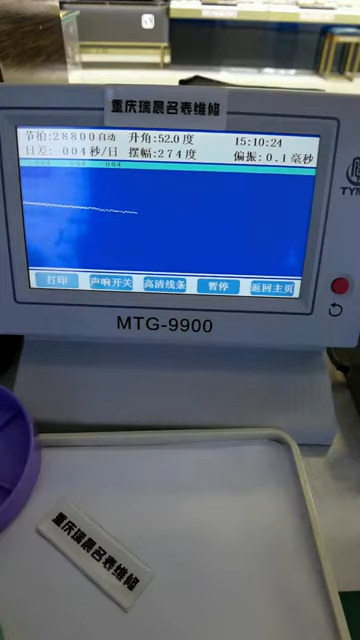 重庆瑞晨名表维修
节拍:28800自动 升角:52.0度 15:10:24
日差: 004秒/日 摆幅:274度 偏振:0.1毫秒
004 004 004
打印 声响开关 高清线条 暂停 返回主页
MTG-9900
重庆瑞晨名表维修